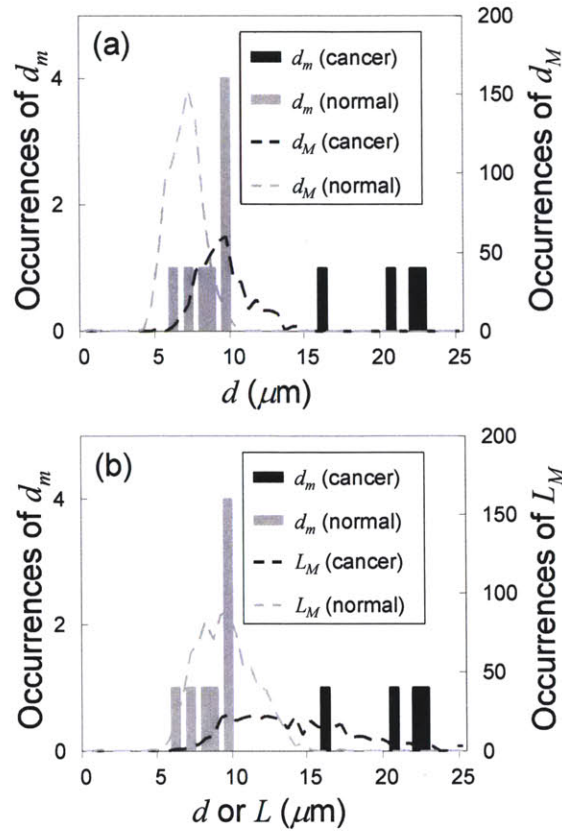 (a)
d_m (cancer)
d_m (normal)
d_M (cancer)
d_M (normal)
Occurrences of d_m
4
2
0
200
150
100
50
0
Occurrences of d_M
0 5 10 15 20 25
d (μm)
(b)
d_m (cancer)
d_m (normal)
L_M (cancer)
L_M (normal)
Occurrences of d_m
4
2
0
200
150
100
50
0
Occurrences of L_M
0 5 10 15 20 25
d or L (μm)